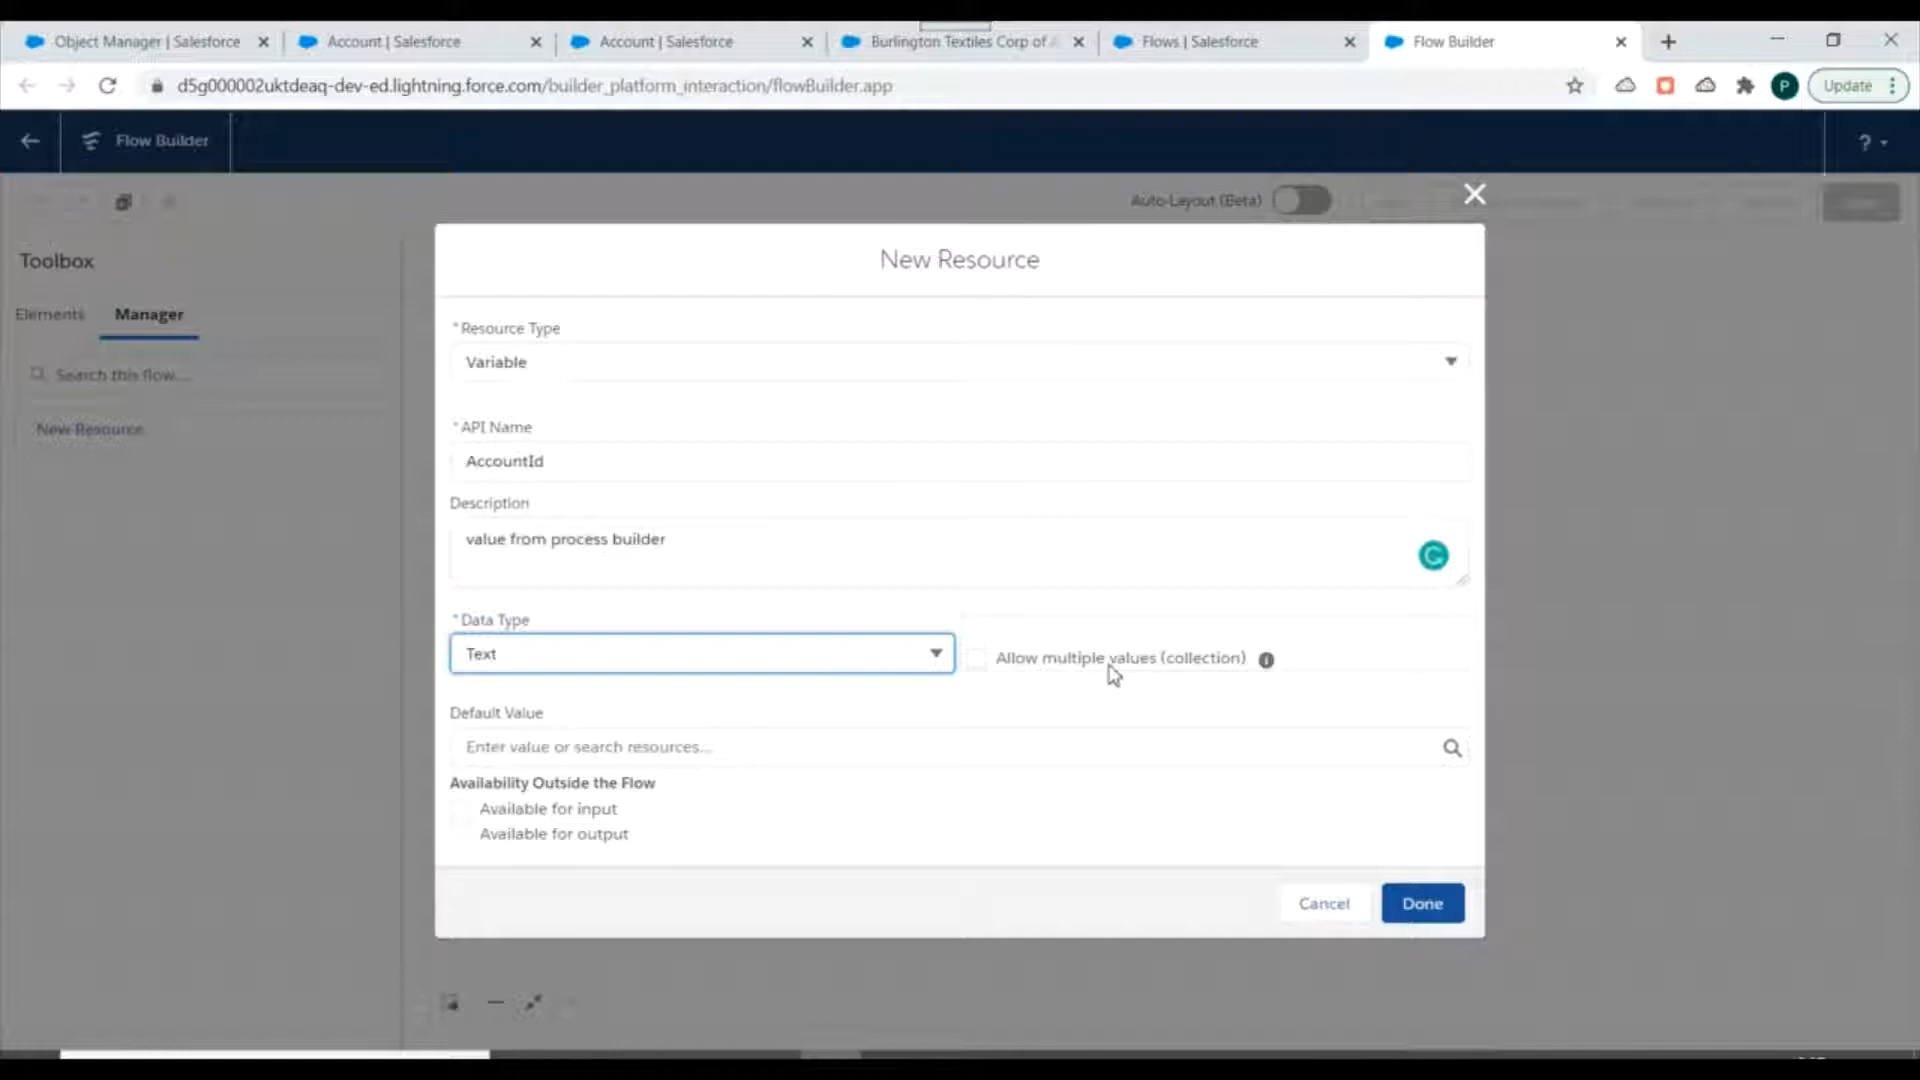 Object Manager | Salesforce
Account | Salesforce
Account | Salesforce
Burlington Textiles Corp of A
Flows | Salesforce
Flow Builder
d5g000002uktdeaq-dev-ed.lightning.force.com/builder_platform_interaction/flowBuilder.app
P
Update
Flow Builder
?
Auto-Layout (Beta)
Toolbox
Elements
Manager
Search this flow...
New Resource
New Resource
*Resource Type
Variable
*API Name
AccountId
Description
value from process builder
*Data Type
Text
Allow multiple values (collection)
Default Value
Enter value or search resources...
Availability Outside the Flow
Available for input
Available for output
Cancel
Done